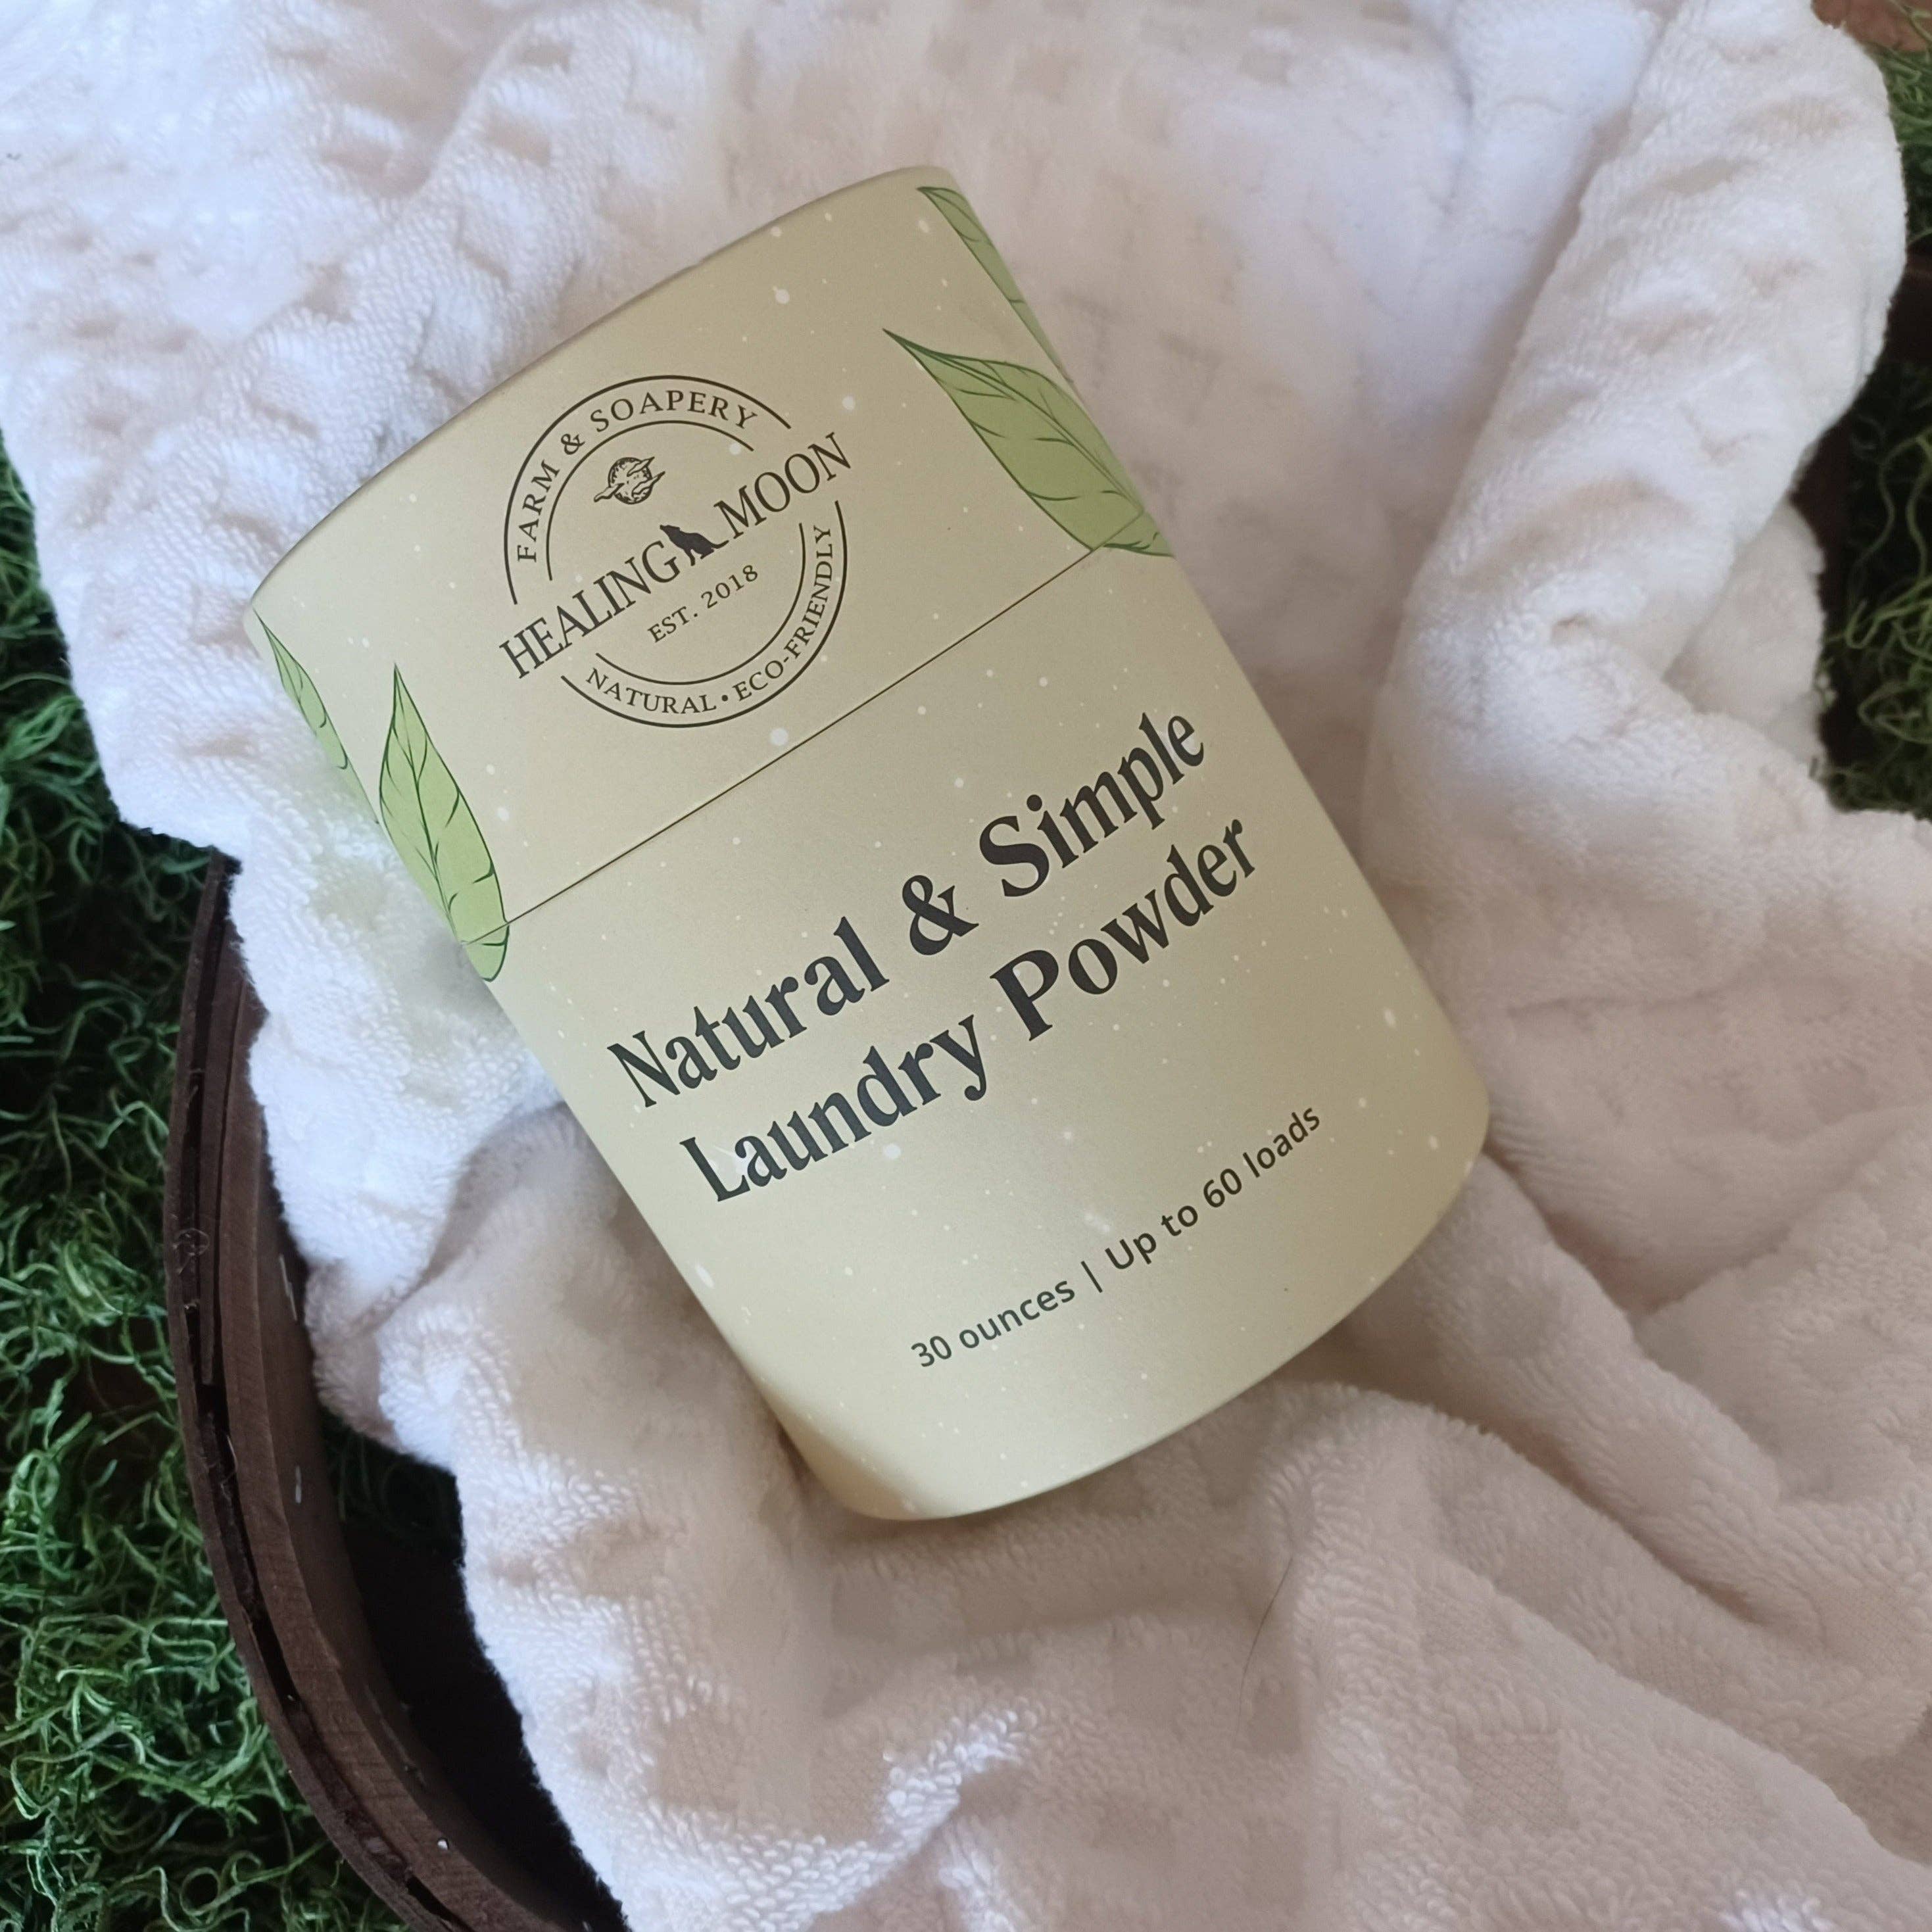 FARM & SOAPERY
HEALING MOON
EST. 2018
NATURAL • ECO-FRIENDLY
Natural & Simple
Laundry Powder
30 ounces | Up to 60 loads